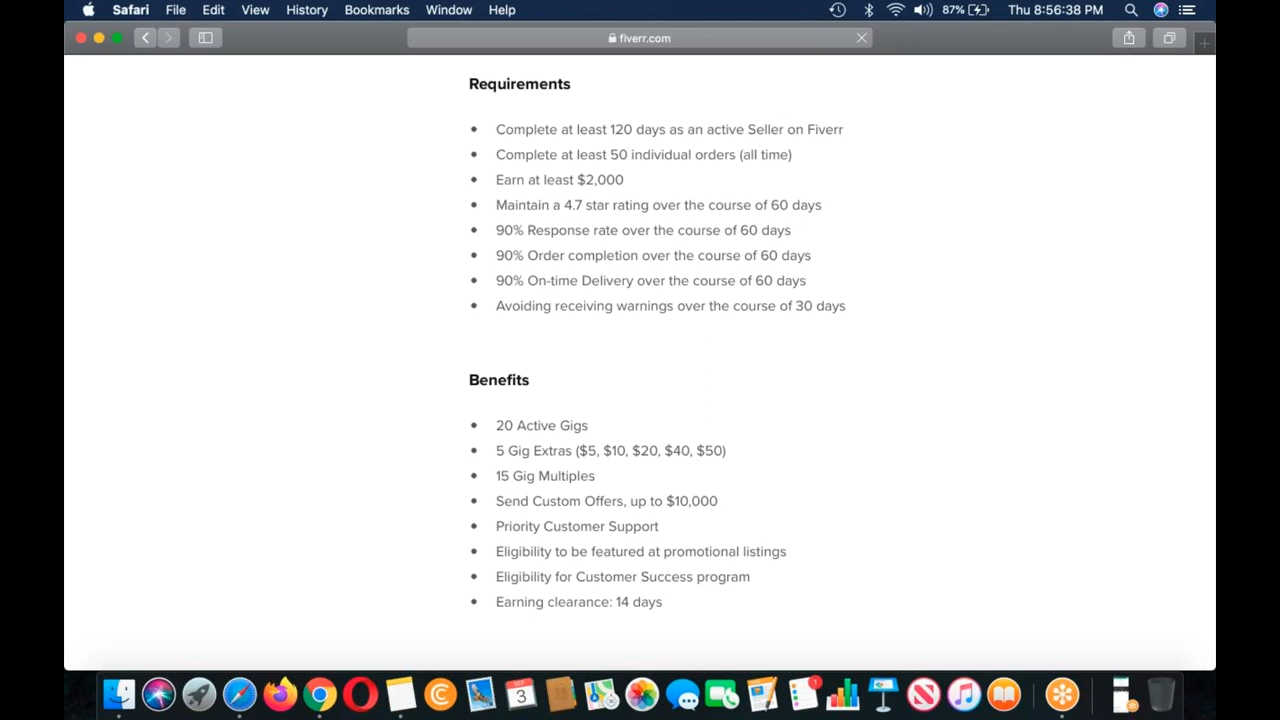 Safari File Edit View History Bookmarks Window Help 87% Thu 8:56:38 PM
fiverr.com
Requirements
Complete at least 120 days as an active Seller on Fiverr
Complete at least 50 individual orders (all time)
Earn at least $2,000
Maintain a 4.7 star rating over the course of 60 days
90% Response rate over the course of 60 days
90% Order completion over the course of 60 days
90% On-time Delivery over the course of 60 days
Avoiding receiving warnings over the course of 30 days
Benefits
20 Active Gigs
5 Gig Extras ($5, $10, $20, $40, $50)
15 Gig Multiples
Send Custom Offers, up to $10,000
Priority Customer Support
Eligibility to be featured at promotional listings
Eligibility for Customer Success program
Earning clearance: 14 days
3
1